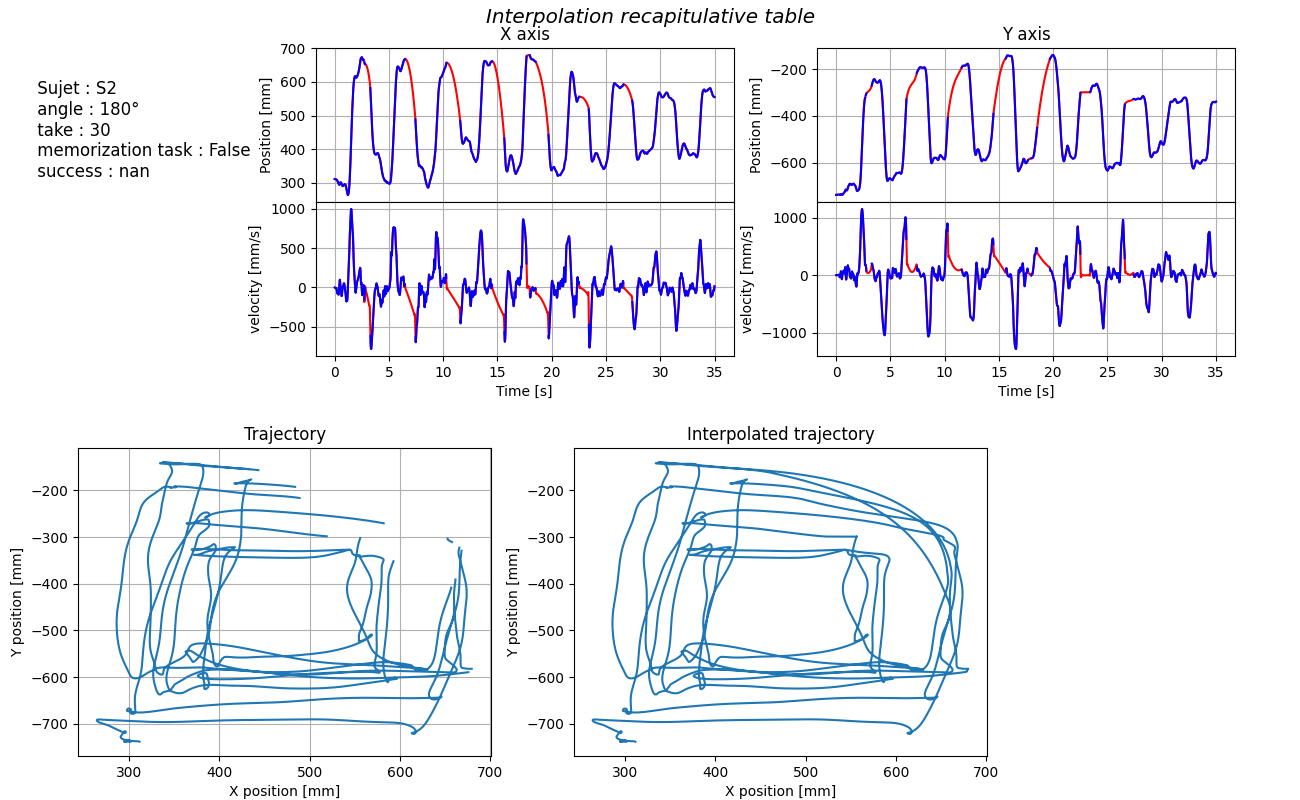 Interpolation recapitulative table
X axis
Y axis
Sujet : S2
angle : 180°
take : 30
memorization task : False
success : nan
Position [mm]
700
600
500
400
300
velocity [mm/s]
1000
500
0
−500
0 5 10 15 20 25 30 35
Time [s]
Position [mm]
−200
−400
−600
velocity [mm/s]
1000
0
−1000
0 5 10 15 20 25 30 35
Time [s]
Trajectory
Y position [mm]
−200
−300
−400
−500
−600
−700
300 400 500 600 700
X position [mm]
Interpolated trajectory
Y position [mm]
−200
−300
−400
−500
−600
−700
300 400 500 600 700
X position [mm]